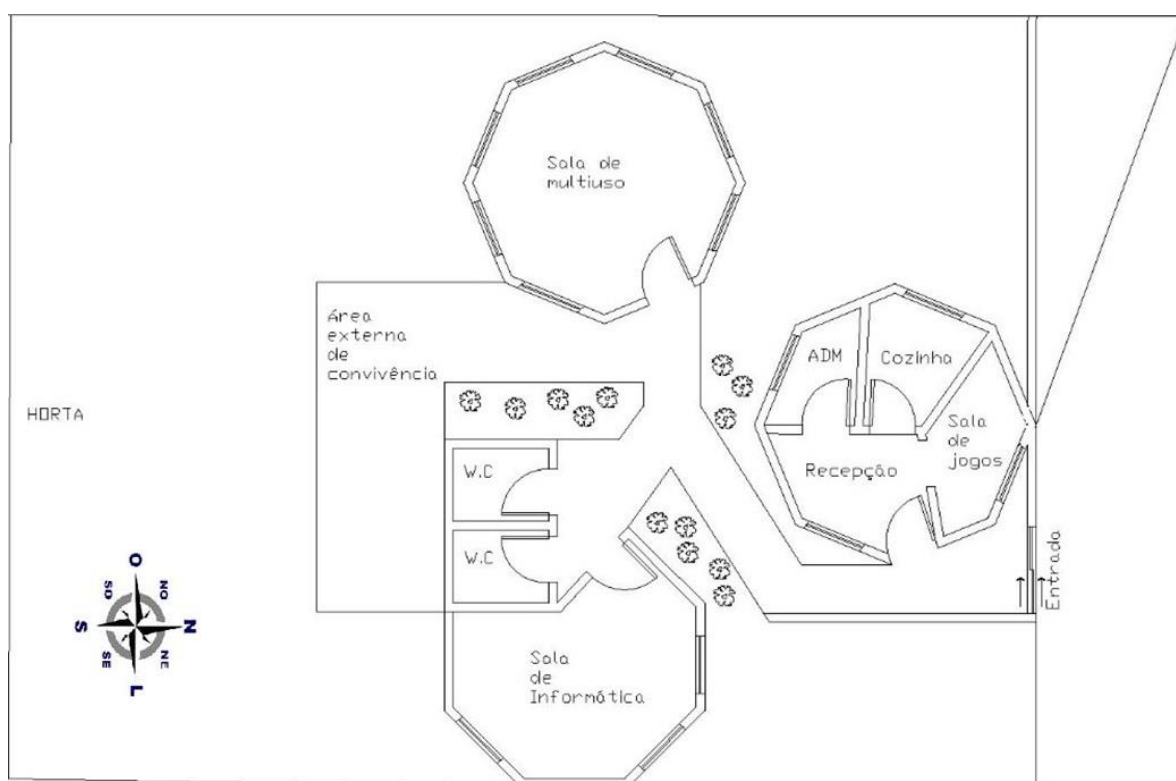 Sala de
multiuso
Área
externa
de
convivência
ADM
Cozinha
HORTA
Sala
de
jogos
Recepção
W.C
W.C
Entrada
Sala
de
Informática
O
SO
NO
S
N
SE
NE
L